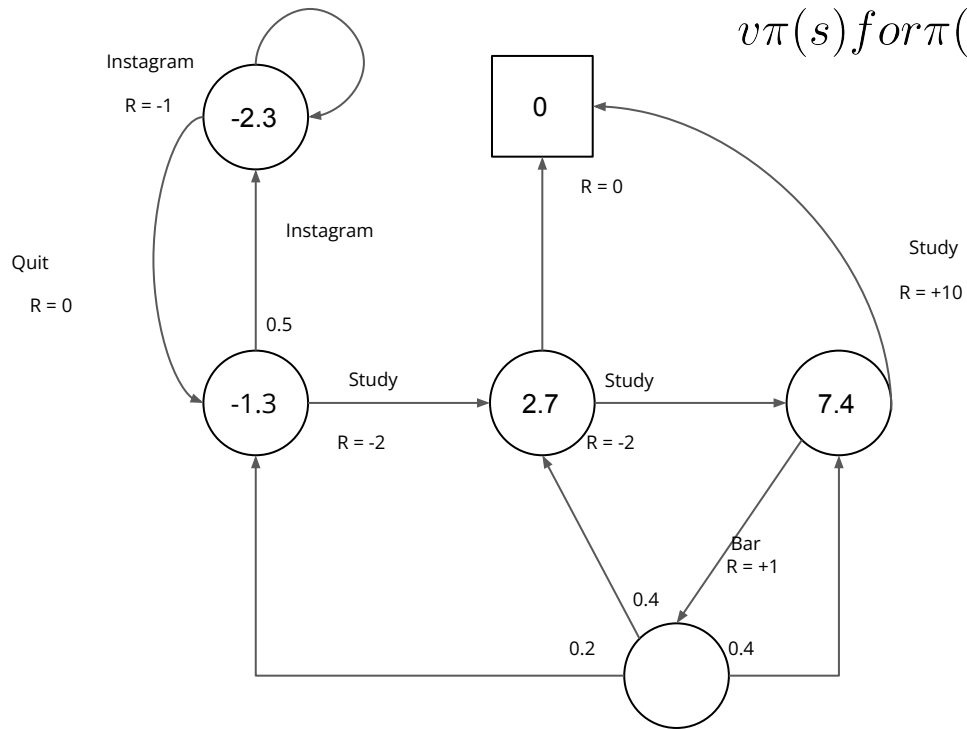 vπ(s)forπ(
Instagram
R = -1
-2.3
0
R = 0
Instagram
Quit
R = 0
Study
R = +10
0.5
-1.3
Study
R = -2
2.7
Study
R = -2
7.4
Bar
R = +1
0.4
0.2
0.4